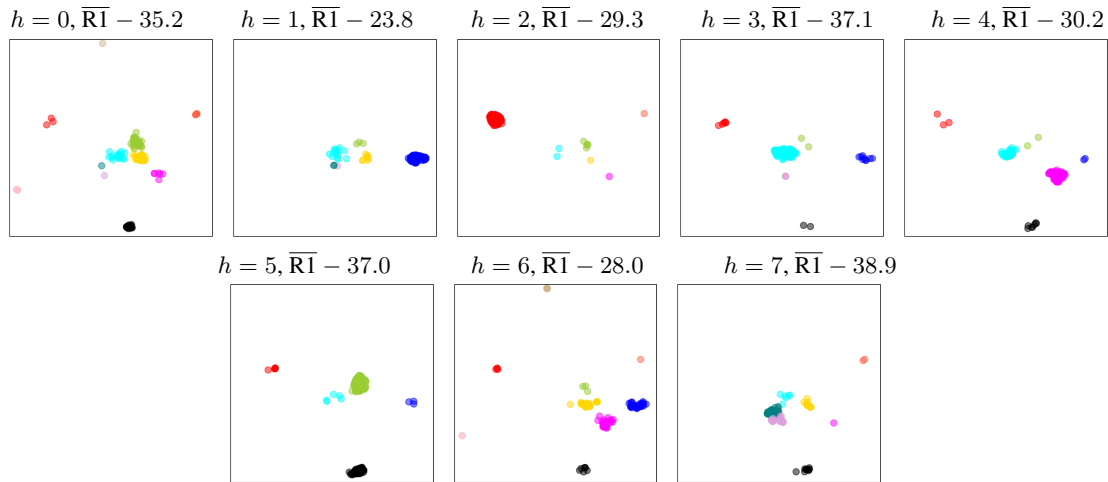 h = 0, R1 − 35.2
h = 1, R1 − 23.8
h = 2, R1 − 29.3
h = 3, R1 − 37.1
h = 4, R1 − 30.2
h = 5, R1 − 37.0
h = 6, R1 − 28.0
h = 7, R1 − 38.9